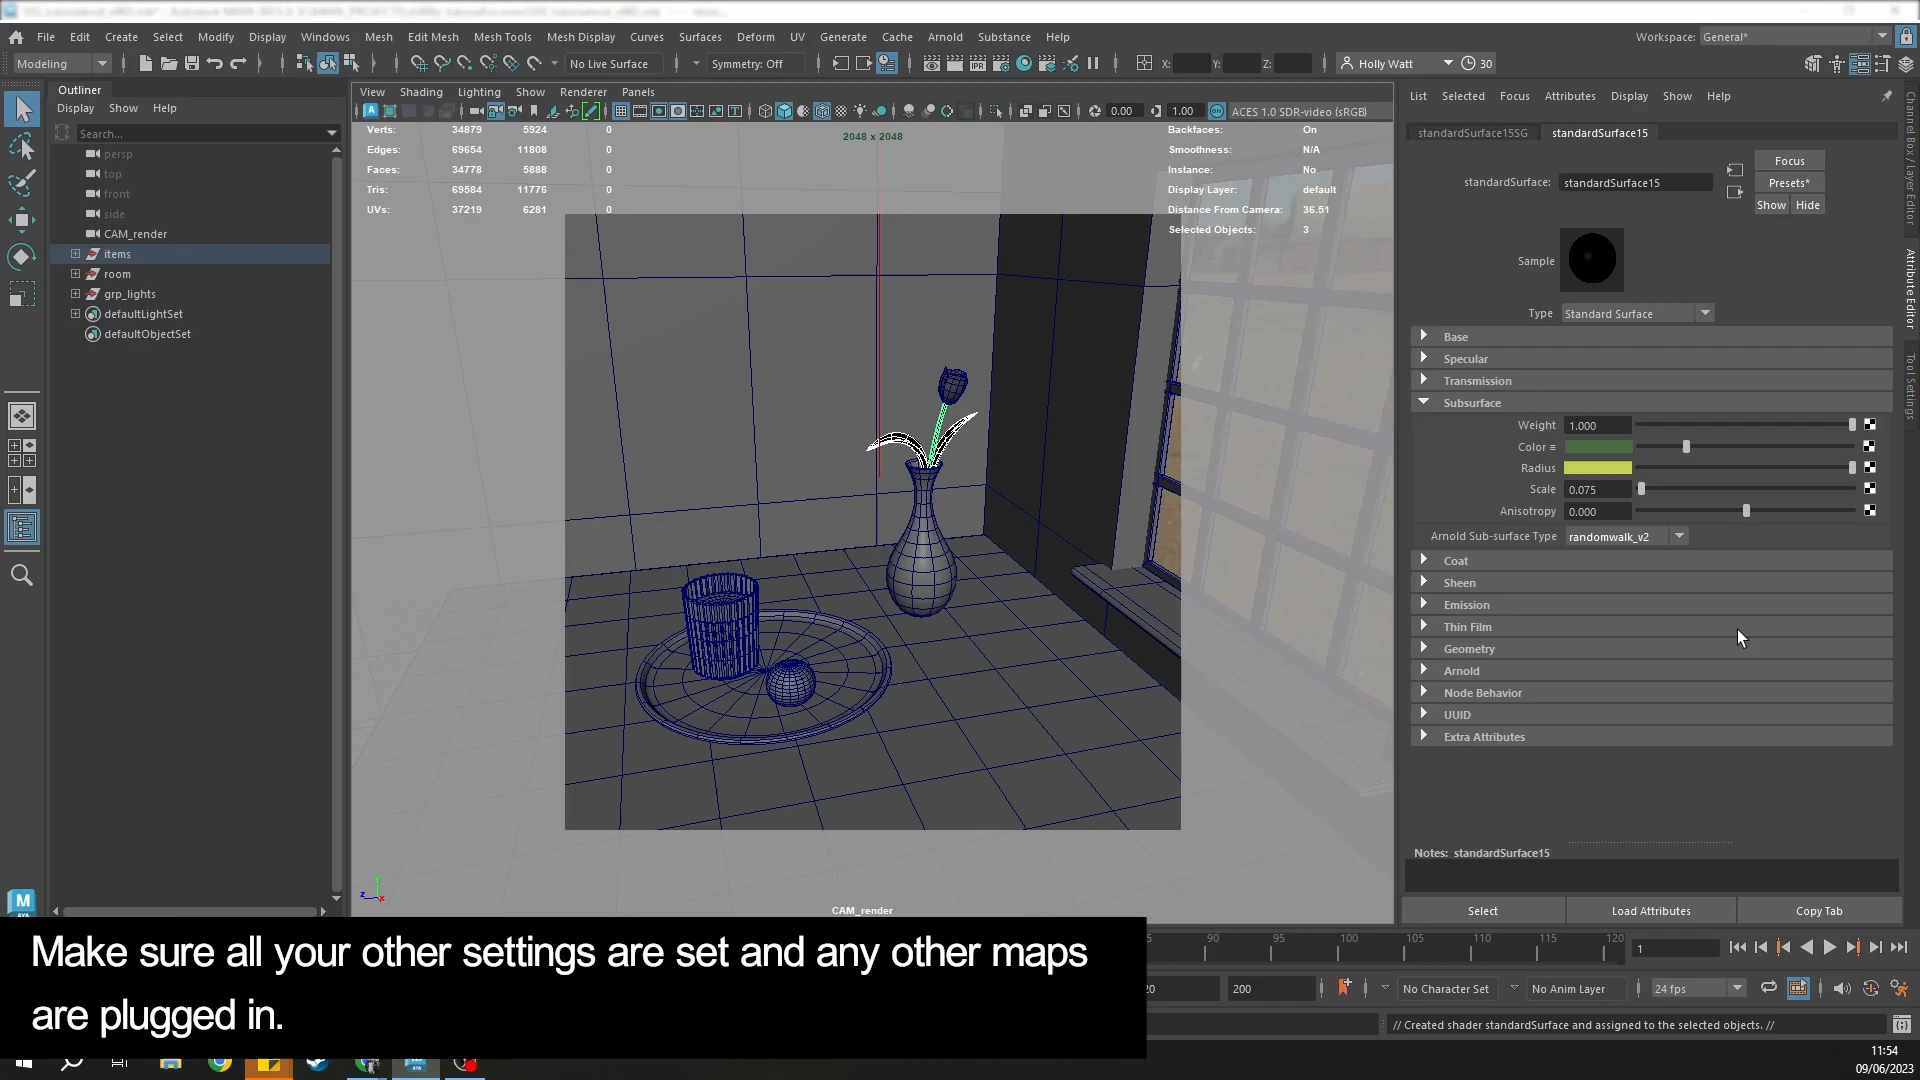 File Edit Create Select Modify Display Windows Mesh Edit Mesh Mesh Tools Mesh Display Curves Surfaces Deform UV Generate Cache Arnold Substance Help
Workspace: General*
Modeling
No Live Surface
Symmetry: Off
X: Y: Z:
Holly Watt
30
Outliner
Display Show Help
Search...
persp
top
front
side
CAM_render
items
room
grp_lights
defaultLightSet
defaultObjectSet
View Shading Lighting Show Renderer Panels
0.00 1.00 ACES 1.0 SDR-video (sRGB)
Verts: 34879 5924 0
Edges: 69654 11808 0
Faces: 34778 5888 0
Tris: 69584 11776 0
UVs: 37219 6281 0
2048 x 2048
Backfaces: On
Smoothness: N/A
Instance: No
Display Layer: default
Distance From Camera: 36.51
Selected Objects: 3
CAM_render
List Selected Focus Attributes Display Show Help
standardSurface15SG standardSurface15
standardSurface: standardSurface15
Focus
Presets*
Show Hide
Sample
Type Standard Surface
Base
Specular
Transmission
Subsurface
Weight 1.000
Color
Radius
Scale 0.075
Anisotropy 0.000
Arnold Sub-surface Type randomwalk_v2
Coat
Sheen
Emission
Thin Film
Geometry
Arnold
Node Behavior
UUID
Extra Attributes
Notes: standardSurface15
Select Load Attributes Copy Tab
Channel Box / Layer Editor
Attribute Editor
Tool Settings
Make sure all your other settings are set and any other maps
are plugged in.
90 95 100 105 110 115 120
1
200
No Character Set
No Anim Layer
24 fps
// Created shader standardSurface and assigned to the selected objects. //
11:54
09/06/2023